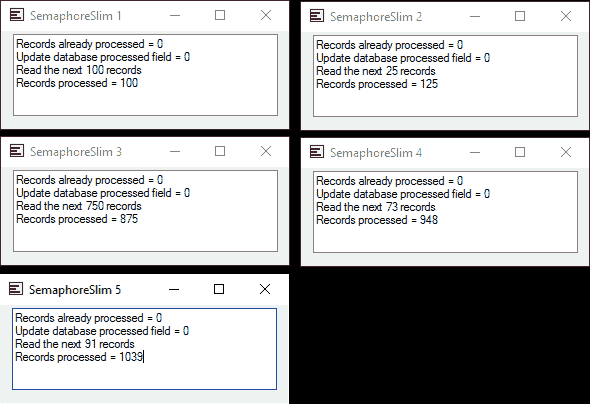 SemaphoreSlim 1
Records already processed = 0
Update database processed field = 0
Read the next 100 records
Records processed = 100
SemaphoreSlim 2
Records already processed = 0
Update database processed field = 0
Read the next 25 records
Records processed = 125
SemaphoreSlim 3
Records already processed = 0
Update database processed field = 0
Read the next 750 records
Records processed = 875
SemaphoreSlim 4
Records already processed = 0
Update database processed field = 0
Read the next 73 records
Records processed = 948
SemaphoreSlim 5
Records already processed = 0
Update database processed field = 0
Read the next 91 records
Records processed = 1039